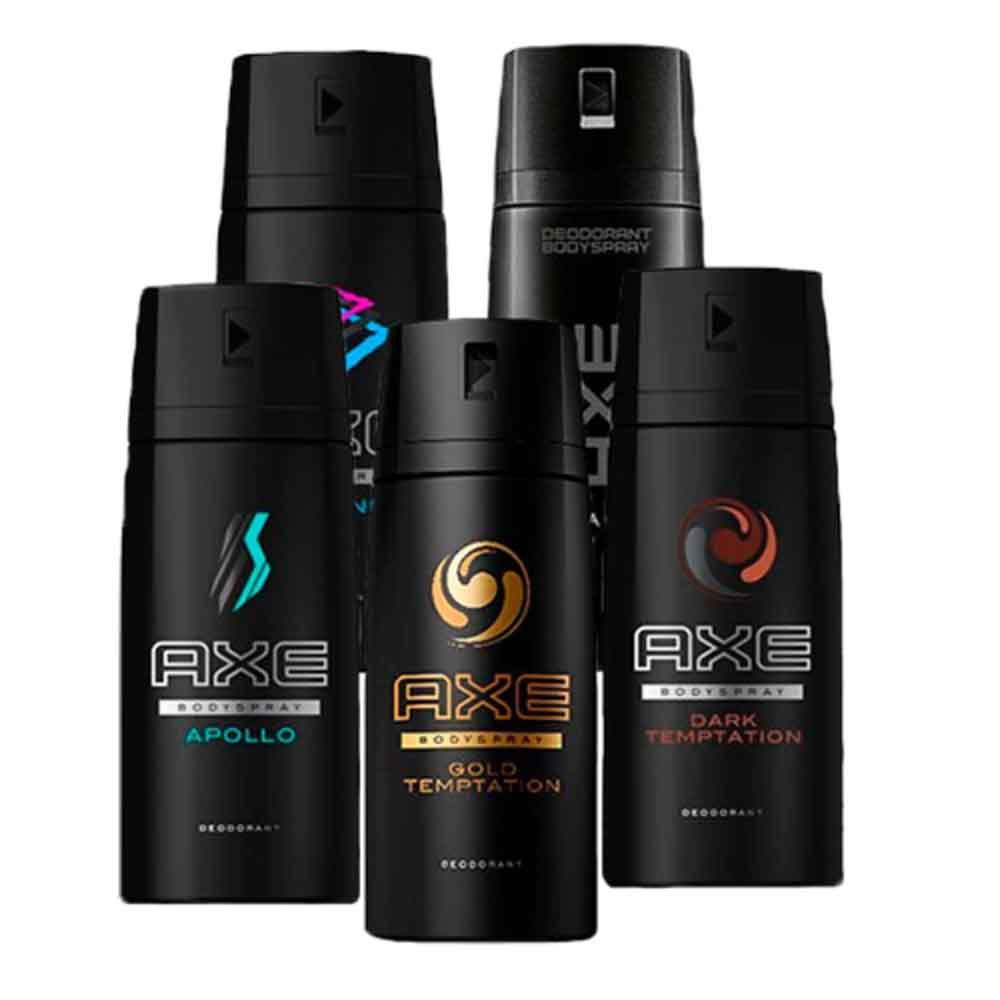 DEODORANT
BODYSPRAY
AXE
BODYSPRAY
APOLLO
DEODORANT
AXE
BODYSPRAY
GOLD
TEMPTATION
DEODORANT
AXE
BODYSPRAY
DARK
TEMPTATION
DEODORANT